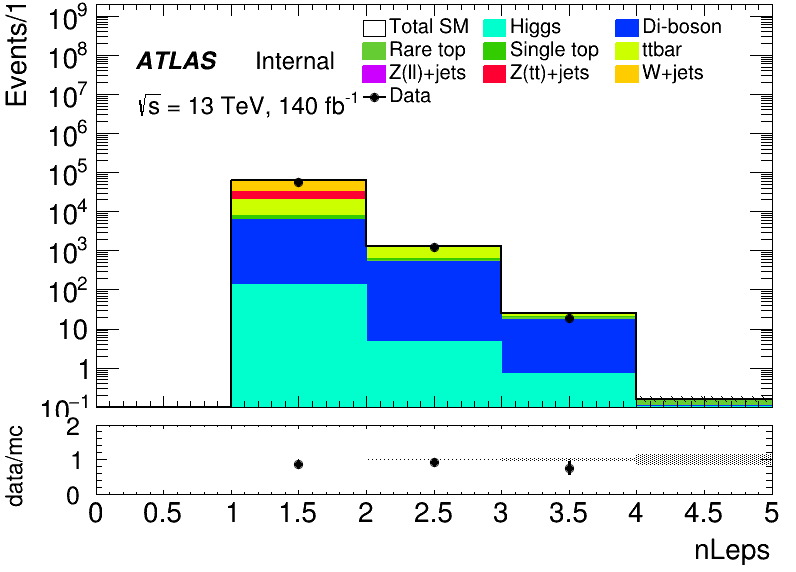 Events/1
10⁹
10⁸
10⁷
10⁶
10⁵
10⁴
10³
10²
10
1
10⁻¹
ATLAS Internal
√s = 13 TeV, 140 fb⁻¹
Total SM Higgs Di-boson
Rare top Single top ttbar
Z(ll)+jets Z(tt)+jets W+jets
Data
data/mc
2
1
0
0 0.5 1 1.5 2 2.5 3 3.5 4 4.5 5
nLeps